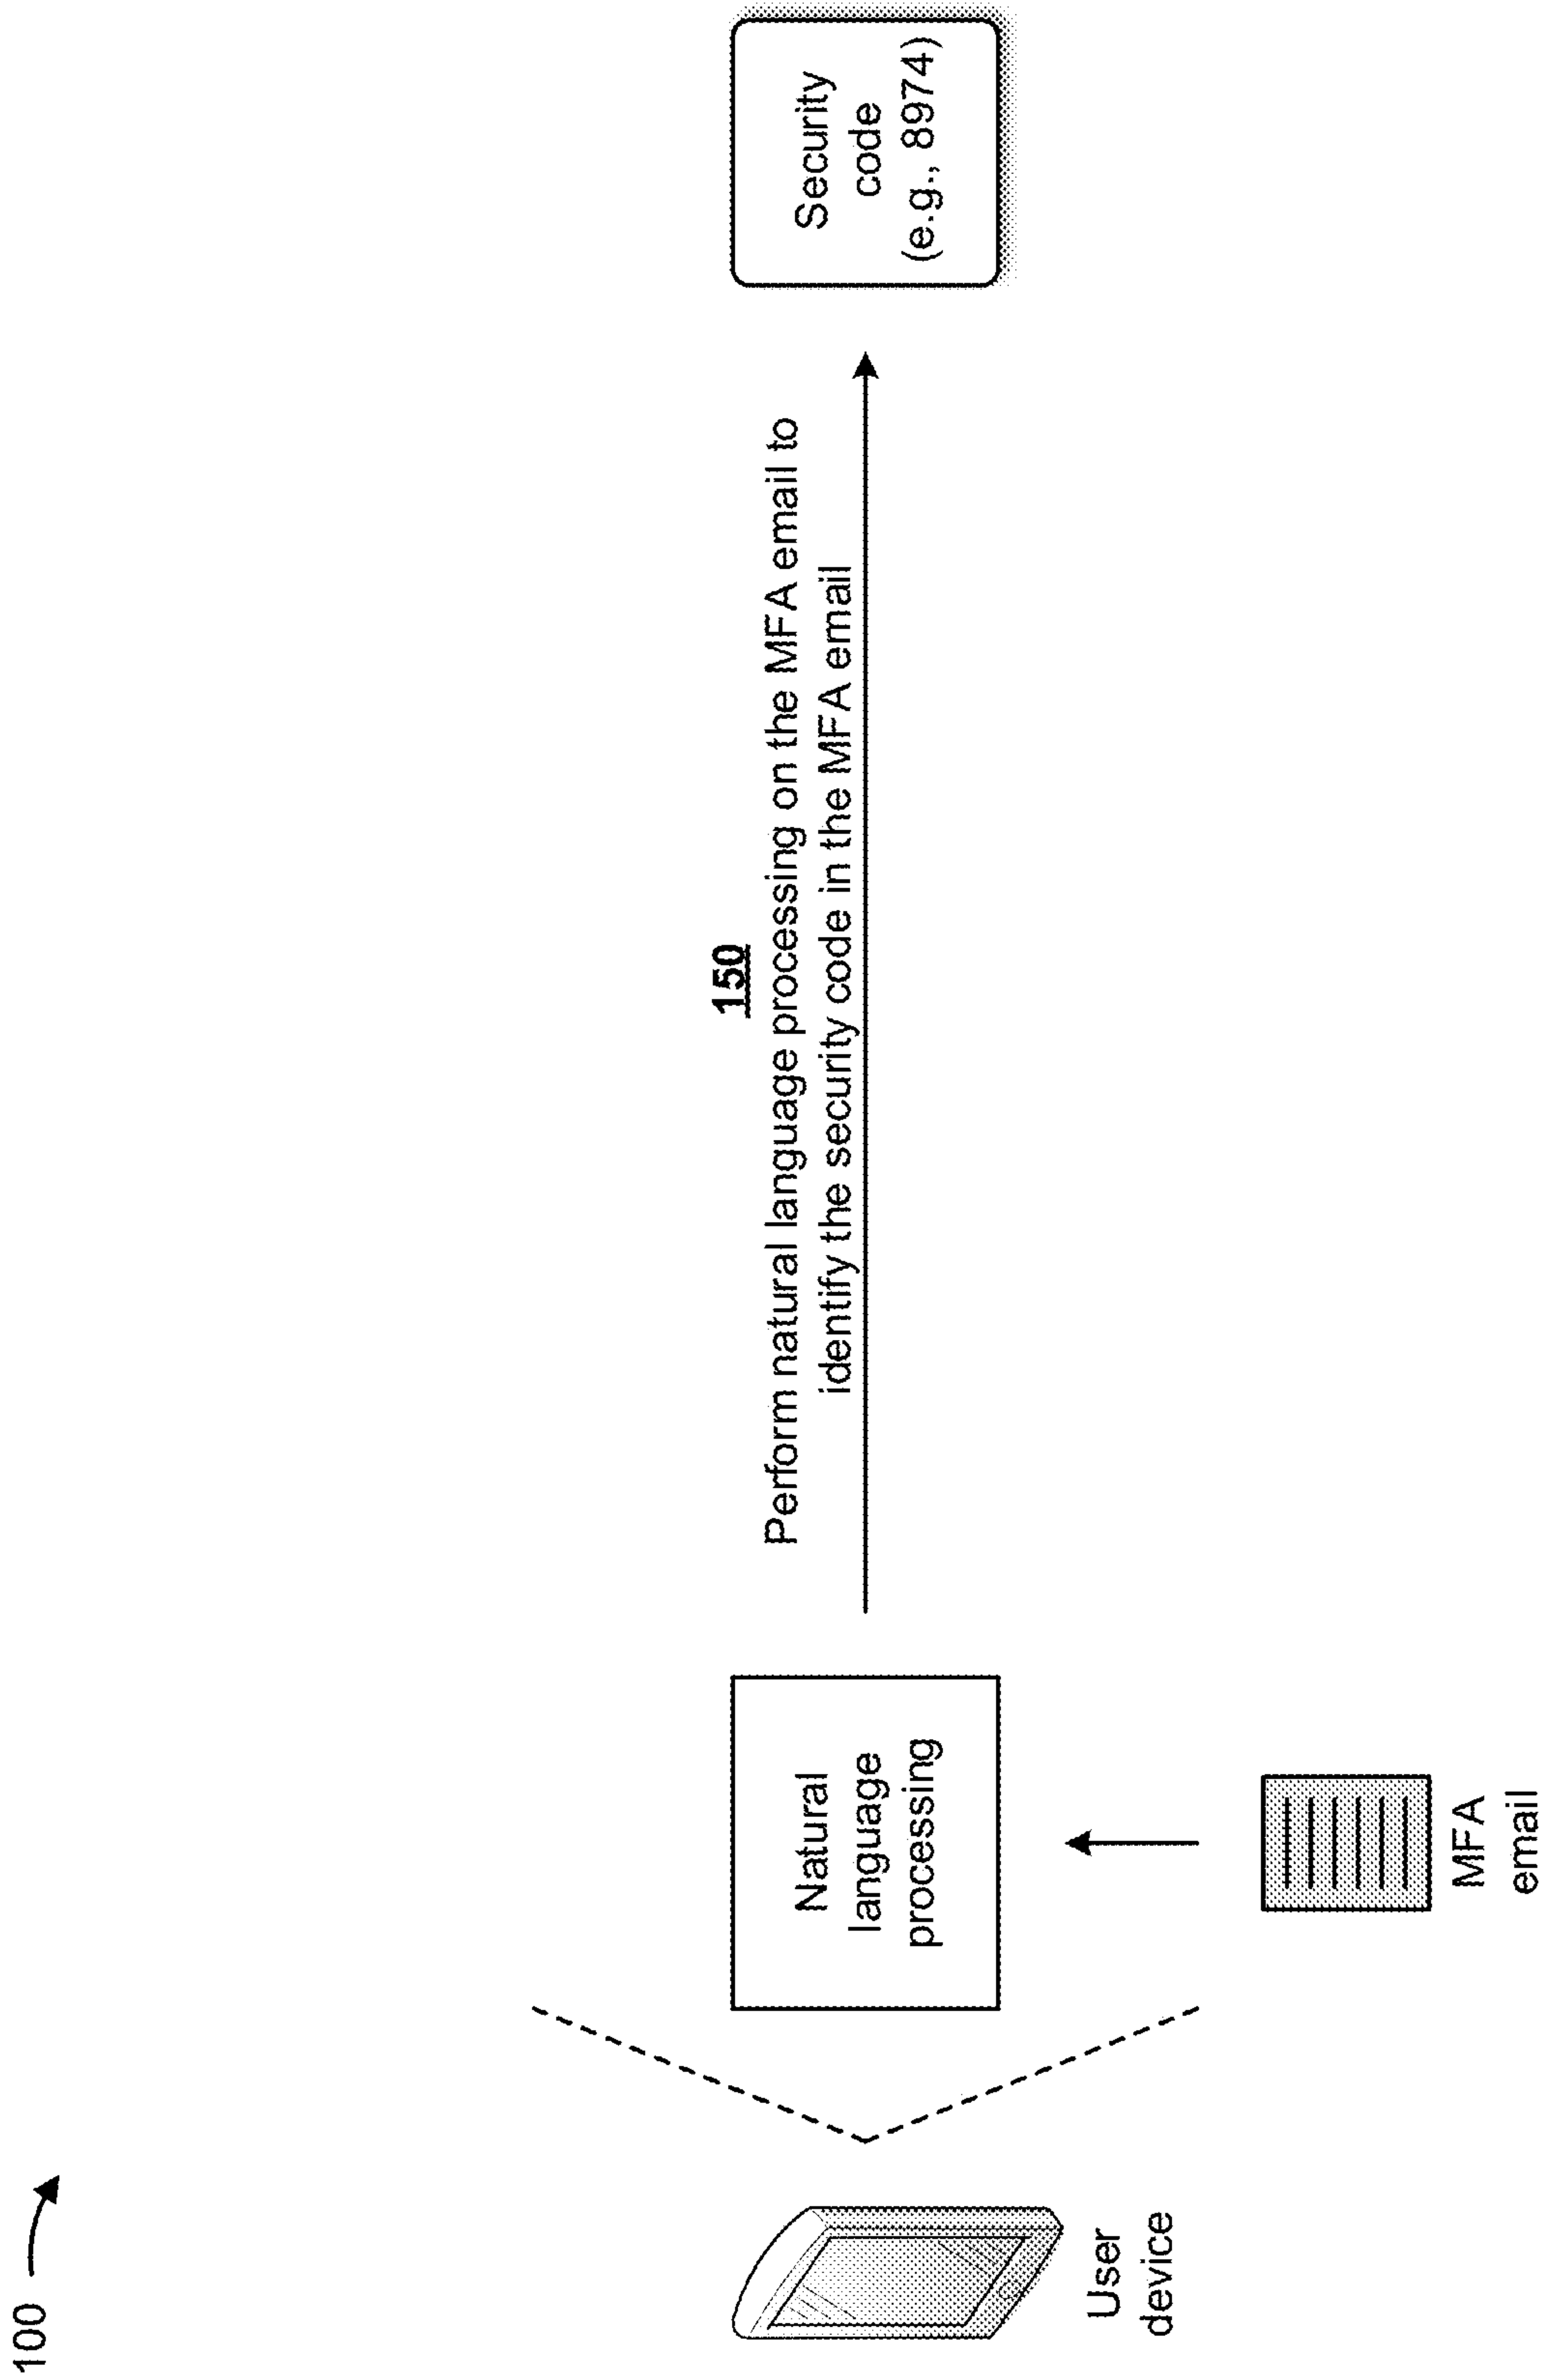 100
User
device
Natural
language
processing
MFA
email
150
Perform natural language processing on the MFA email to
identify the security code in the MFA email
Security
code
(e.g., 8974)